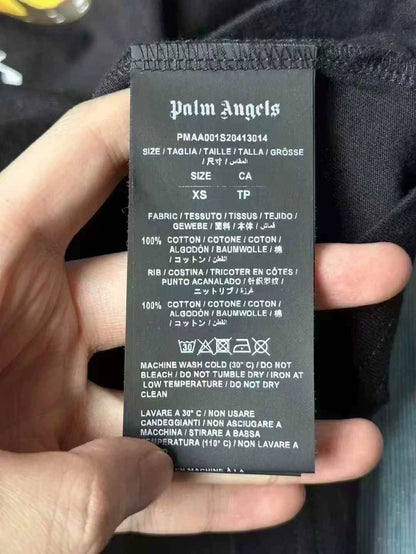 Palm Angels
PMAA001S20413014
SIZE / TAGLIA / TAILLE / TALLA / GRÖSSE
/ 尺寸 / المقاس /
SIZE CA
XS TP
FABRIC / TESSUTO / TISSUS / TEJIDO /
GEWEBE / 面料 / 本体 / قماش /
100% COTTON / COTONE / COTON /
ALGODÓN / BAUMWOLLE / 棉
/ コットン / القطن /
RIB / COSTINA / TRICOTER EN CÔTES /
PUNTO ACANALADO / 针织罗纹 /
ニットリブ /
100% COTTON / COTONE / COTON /
ALGODÓN / BAUMWOLLE / 棉
/ コットン / القطن /
30
MACHINE WASH COLD (30° C) / DO NOT
BLEACH / DO NOT TUMBLE DRY / IRON AT
LOW TEMPERATURE / DO NOT DRY
CLEAN
LAVARE A 30° C / NON USARE
CANDEGGIANTI / NON ASCIUGARE A
MACCHINA / STIRARE A BASSA
TEMPERATURA (110° C) / NON LAVARE A
EN MACHINE À LA